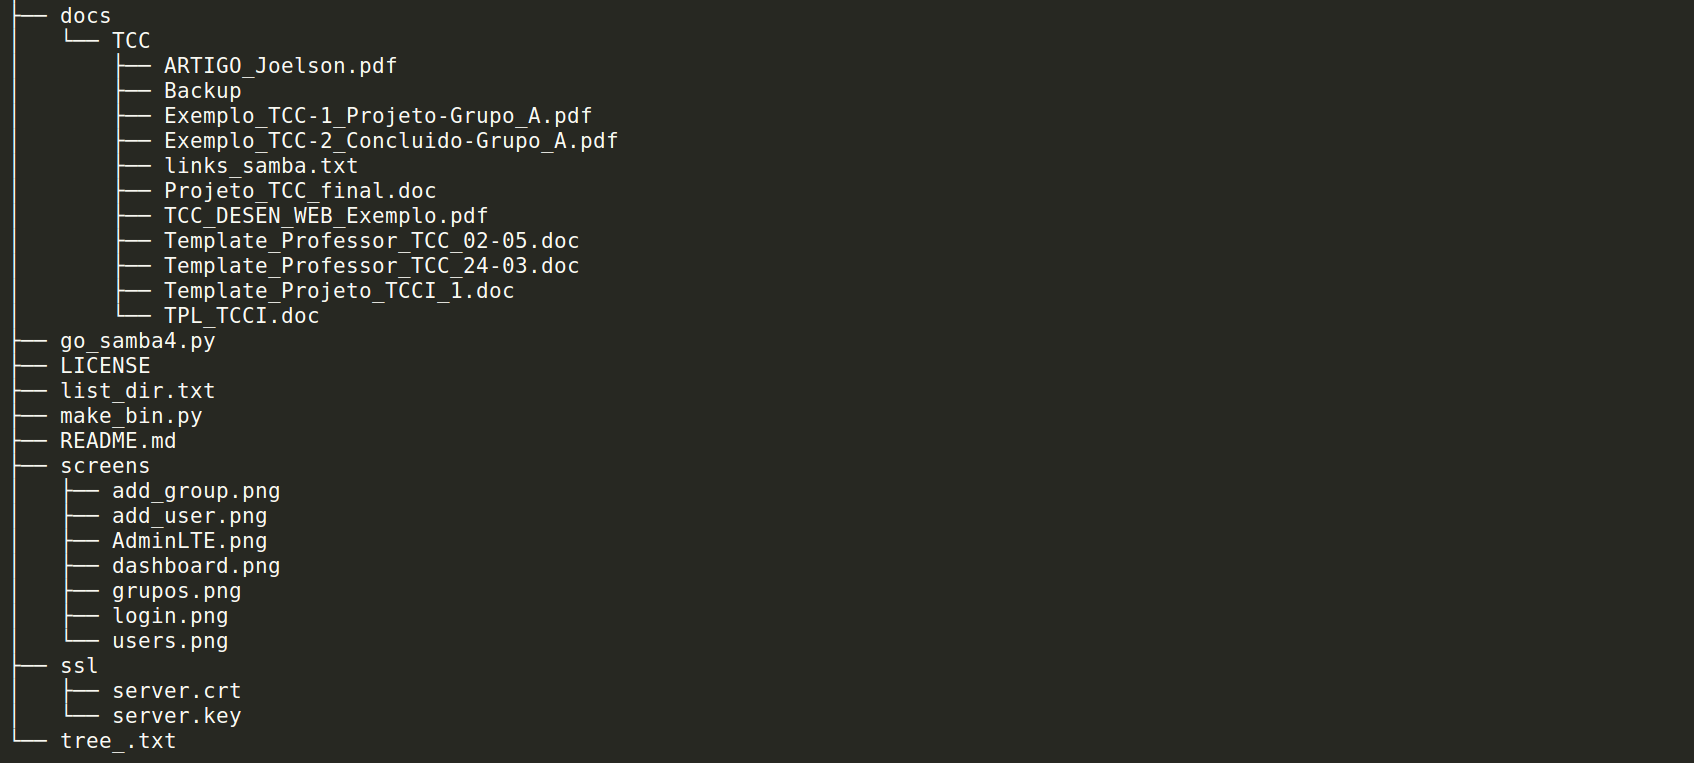 ├── docs
│   └── TCC
│       ├── ARTIGO_Joelson.pdf
│       ├── Backup
│       ├── Exemplo_TCC-1_Projeto-Grupo_A.pdf
│       ├── Exemplo_TCC-2_Concluido-Grupo_A.pdf
│       ├── links_samba.txt
│       ├── Projeto_TCC_final.doc
│       ├── TCC_DESEN_WEB_Exemplo.pdf
│       ├── Template_Professor_TCC_02-05.doc
│       ├── Template_Professor_TCC_24-03.doc
│       ├── Template_Projeto_TCCI_1.doc
│       └── TPL_TCCI.doc
├── go_samba4.py
├── LICENSE
├── list_dir.txt
├── make_bin.py
├── README.md
├── screens
│   ├── add_group.png
│   ├── add_user.png
│   ├── AdminLTE.png
│   ├── dashboard.png
│   ├── grupos.png
│   ├── login.png
│   └── users.png
├── ssl
│   ├── server.crt
│   └── server.key
└── tree_.txt